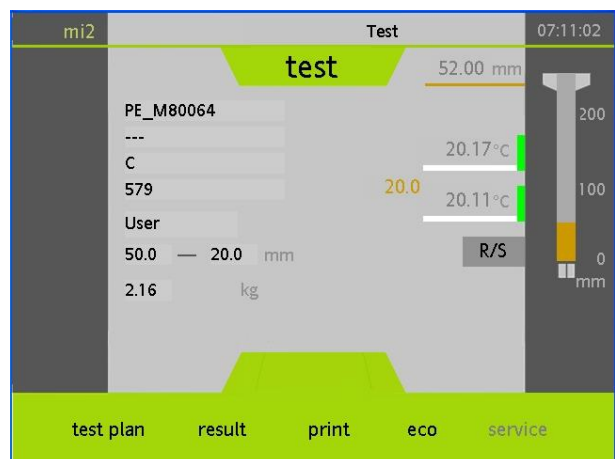 mi2 Test 07:11:02
test
52.00 mm
PE_M80064
200
---
20.17°C
C
579
20.0
100
20.11°C
User
50.0 — 20.0 mm
R/S
0
mm
2.16 kg
test plan result print eco service